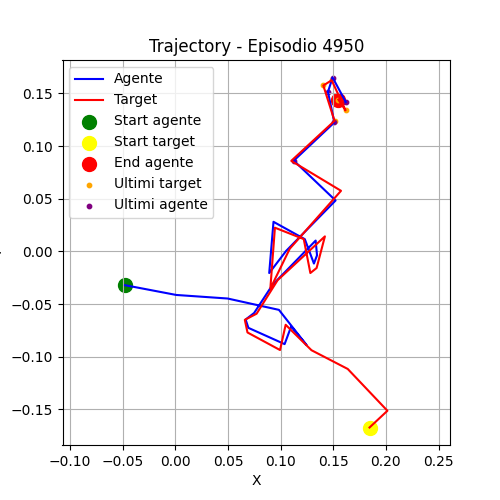 Trajectory - Episodio 4950
Agente
Target
Start agente
Start target
End agente
Ultimi target
Ultimi agente
0.15
0.10
0.05
0.00
−0.05
−0.10
−0.15
−0.10 −0.05 0.00 0.05 0.10 0.15 0.20 0.25
X